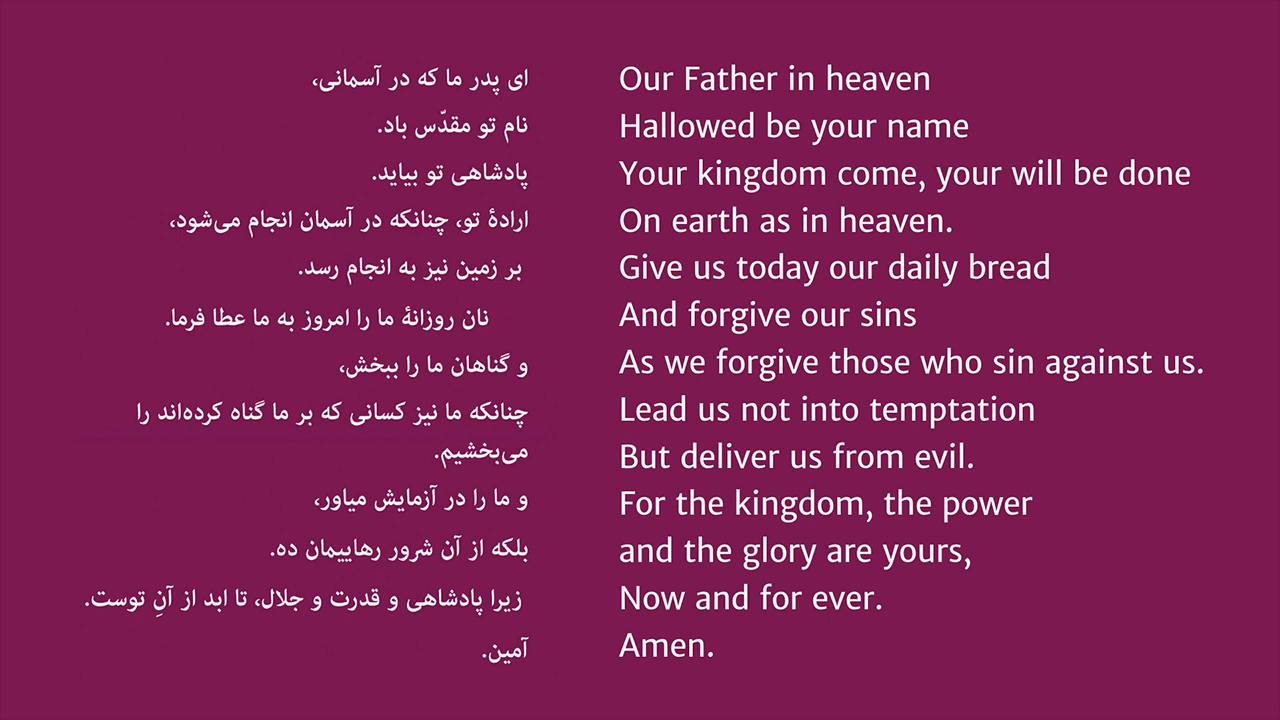 ای پدر ما که در آسمانی،
نام تو مقدّس باد.
پادشاهی تو بیاید.
ارادهٔ تو، چنانکه در آسمان انجام می‌شود،
بر زمین نیز به انجام رسد.
نان روزانهٔ ما را امروز به ما عطا فرما.
و گناهان ما را ببخش،
چنانکه ما نیز کسانی که بر ما گناه کرده‌اند را
می‌بخشیم.
و ما را در آزمایش میاور،
بلکه از آن شرور رهاییمان ده.
زیرا پادشاهی و قدرت و جلال، تا ابد از آنِ توست.
آمین.
Our Father in heaven
Hallowed be your name
Your kingdom come, your will be done
On earth as in heaven.
Give us today our daily bread
And forgive our sins
As we forgive those who sin against us.
Lead us not into temptation
But deliver us from evil.
For the kingdom, the power
and the glory are yours,
Now and for ever.
Amen.